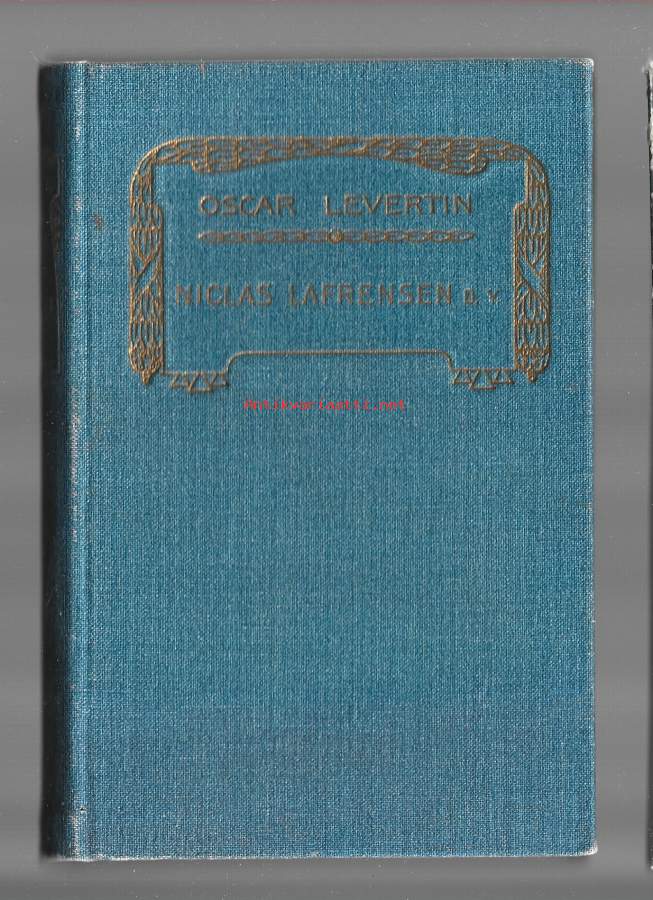 OSCAR LEVERTIN
NICLAS LAFRENSEN D. Y.
Antikvariaatti.net